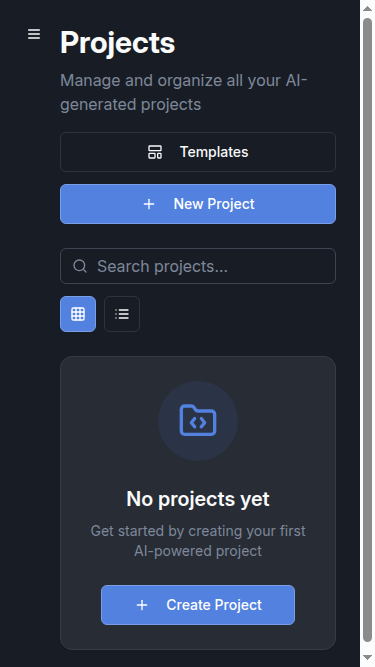 Projects
Manage and organize all your AI-
generated projects
Templates
New Project
Search projects...
No projects yet
Get started by creating your first
AI-powered project
Create Project